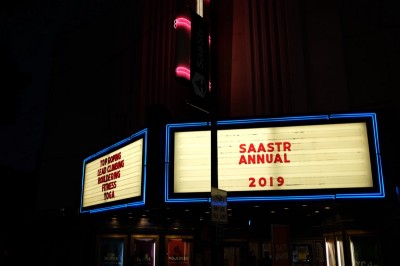 TOP ROPING
LEAD CLIMBING
BOULDERING
FITNESS
YOGA
SAASTR
ANNUAL
2019